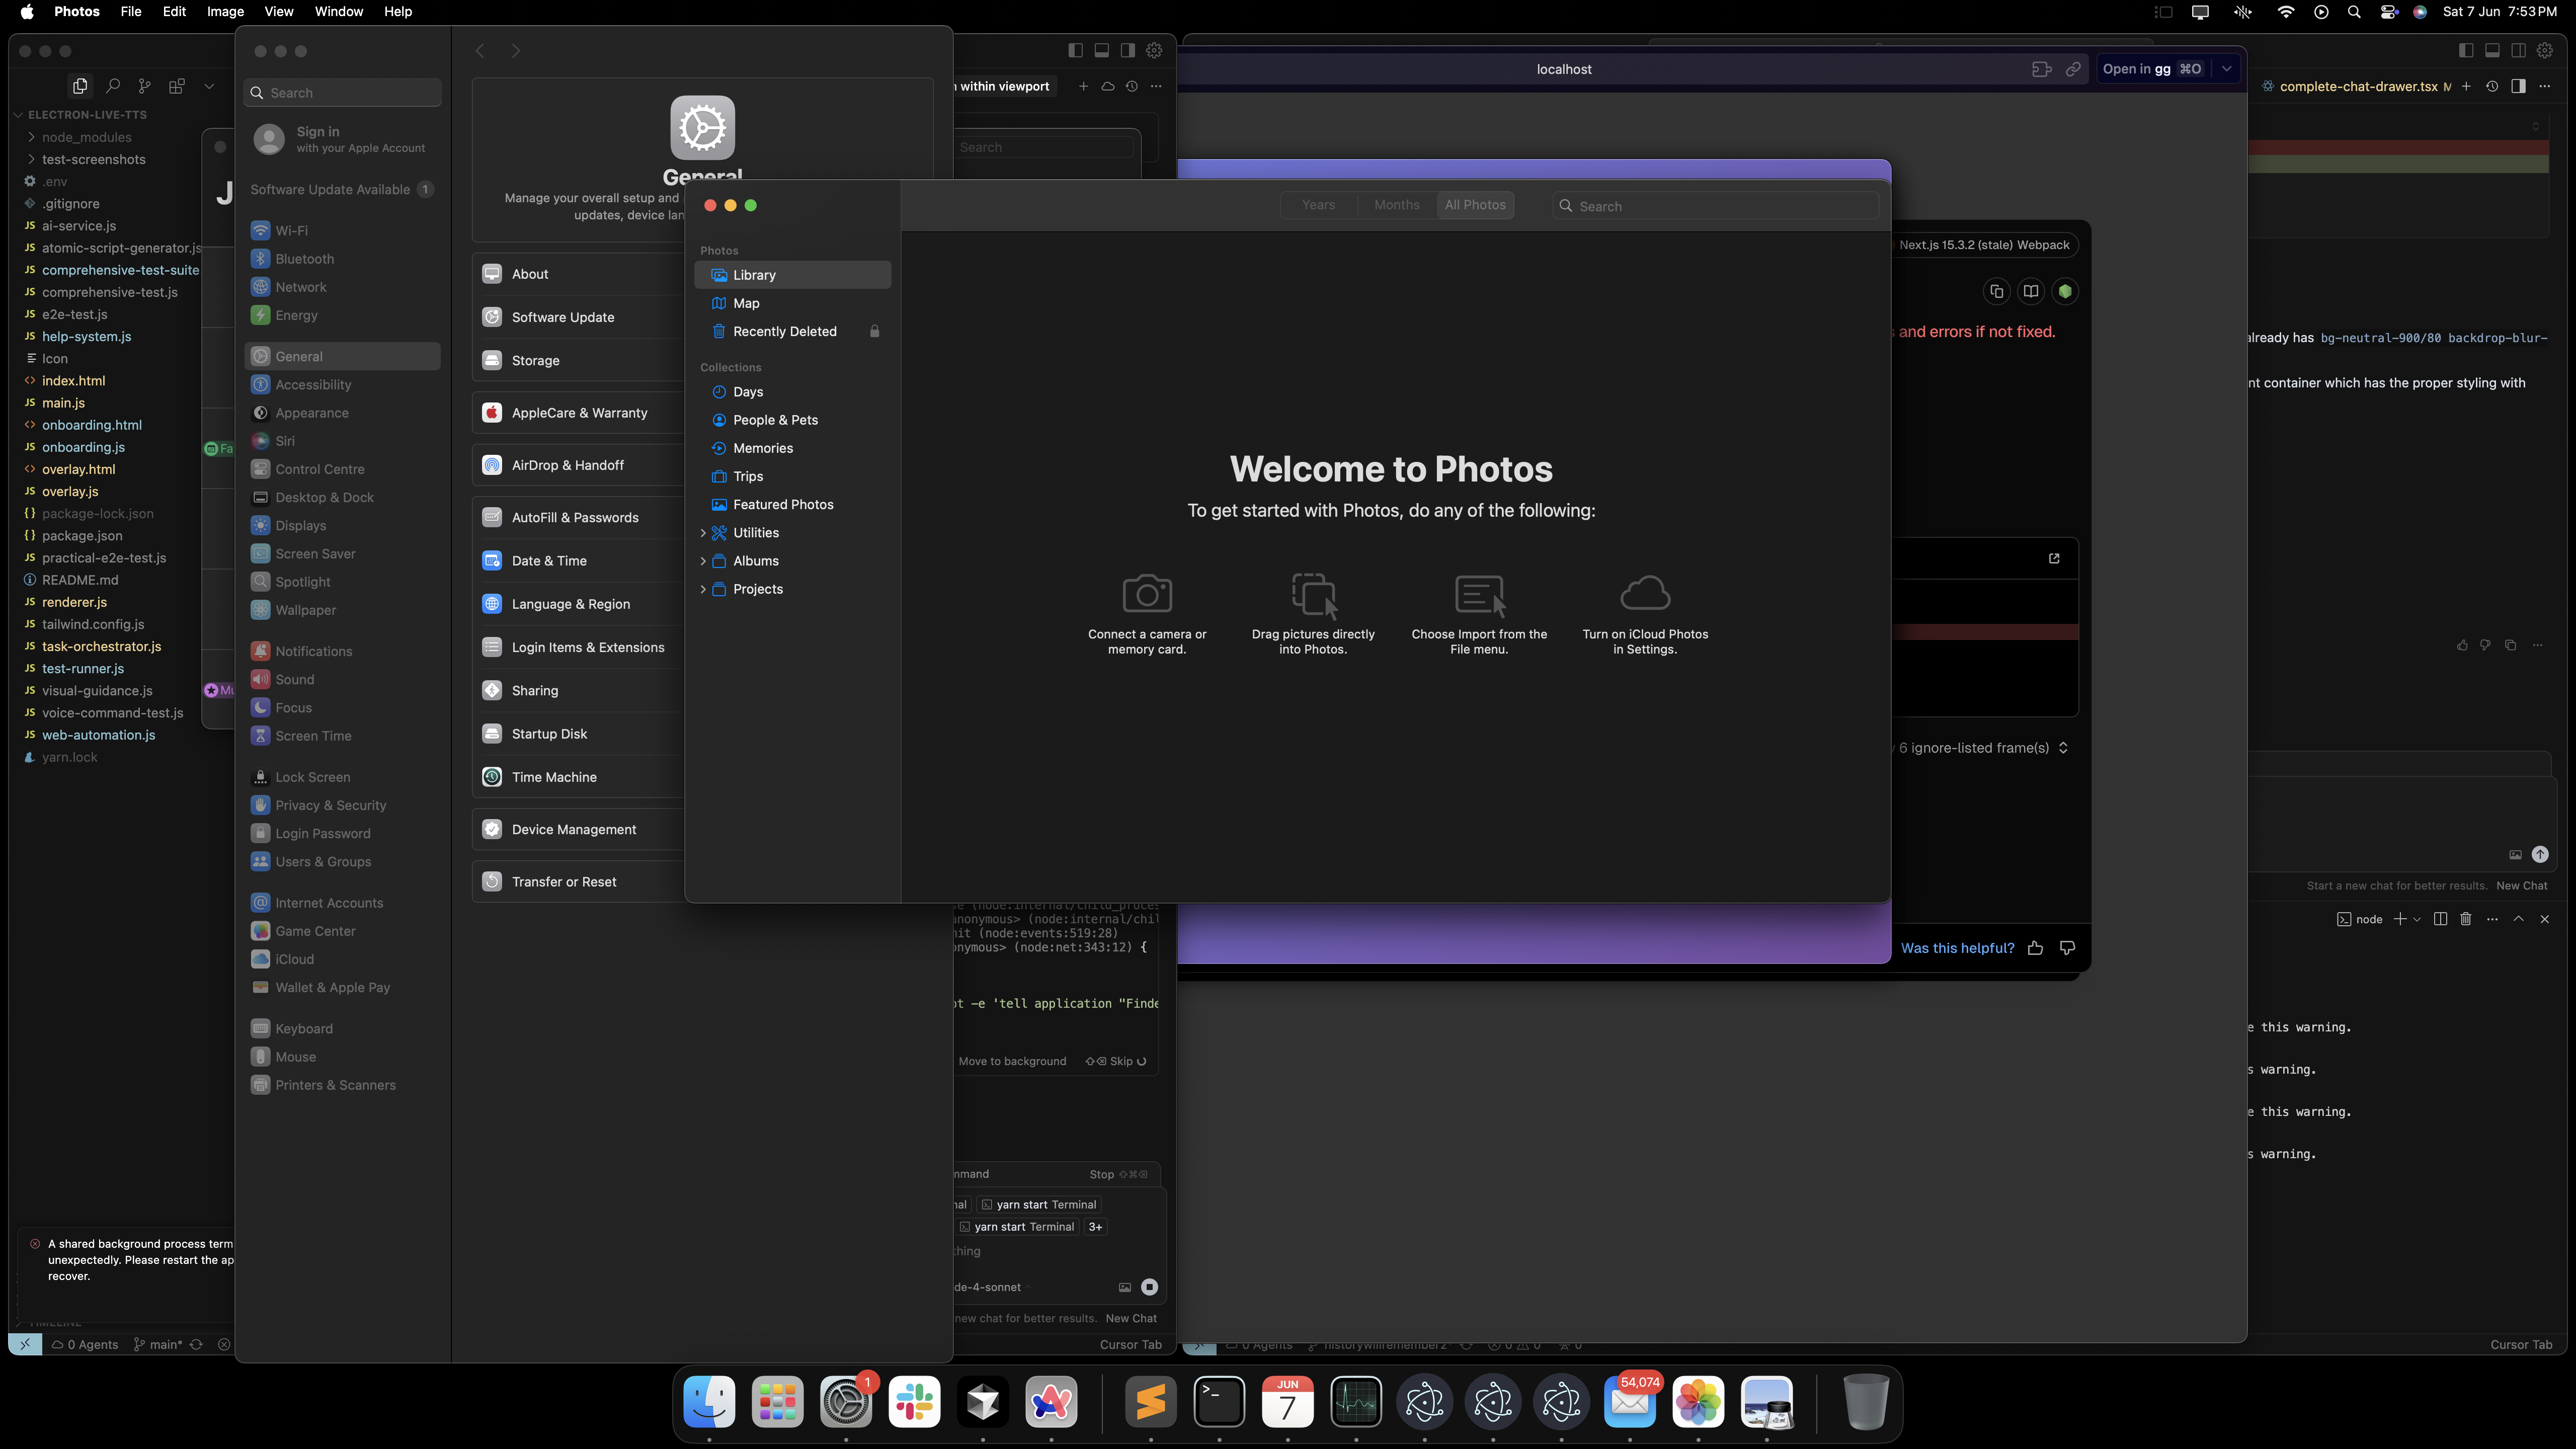 Photos File Edit Image View Window Help
Sat 7 Jun 7:53 PM
ELECTRON-LIVE-TTS
node_modules
test-screenshots
.env
.gitignore
ai-service.js
atomic-script-generator.js
comprehensive-test-suite
comprehensive-test.js
e2e-test.js
help-system.js
Icon
index.html
main.js
onboarding.html
onboarding.js
overlay.html
overlay.js
package-lock.json
package.json
practical-e2e-test.js
README.md
renderer.js
tailwind.config.js
task-orchestrator.js
test-runner.js
visual-guidance.js
voice-command-test.js
web-automation.js
yarn.lock
A shared background process term
unexpectedly. Please restart the ap
recover.
TIMELINE
0 Agents main*
J
Fa
Mu
Search
Sign in
with your Apple Account
Software Update Available 1
Wi-Fi
Bluetooth
Network
Energy
General
Accessibility
Appearance
Siri
Control Centre
Desktop & Dock
Displays
Screen Saver
Spotlight
Wallpaper
Notifications
Sound
Focus
Screen Time
Lock Screen
Privacy & Security
Login Password
Users & Groups
Internet Accounts
Game Center
iCloud
Wallet & Apple Pay
Keyboard
Mouse
Printers & Scanners
General
Manage your overall setup and
updates, device lan
About
Software Update
Storage
AppleCare & Warranty
AirDrop & Handoff
AutoFill & Passwords
Date & Time
Language & Region
Login Items & Extensions
Sharing
Startup Disk
Time Machine
Device Management
Transfer or Reset
n within viewport
Search
Years Months All Photos Search
Photos
Library
Map
Recently Deleted
Collections
Days
People & Pets
Memories
Trips
Featured Photos
Utilities
Albums
Projects
Welcome to Photos
To get started with Photos, do any of the following:
Connect a camera or
memory card.
Drag pictures directly
into Photos.
Choose Import from the
File menu.
Turn on iCloud Photos
in Settings.
se (node:internal/child_proces
anonymous> (node:internal/chil
mit (node:events:519:28)
onymous> (node:net:343:12) {
pt -e 'tell application "Finde
Move to background Skip
mmand Stop
nal yarn start Terminal
yarn start Terminal 3+
thing
de-4-sonnet
new chat for better results. New Chat
Cursor Tab
localhost
Open in gg ⌘O
Next.js 15.3.2 (stale) Webpack
s and errors if not fixed.
6 ignore-listed frame(s)
Was this helpful?
0 Agents historywillremember2* 0 0 0
complete-chat-drawer.tsx M
already has bg-neutral-900/80 backdrop-blur-
nt container which has the proper styling with
Start a new chat for better results. New Chat
node
e this warning.
s warning.
e this warning.
s warning.
Cursor Tab
1
JUN
7
54,074